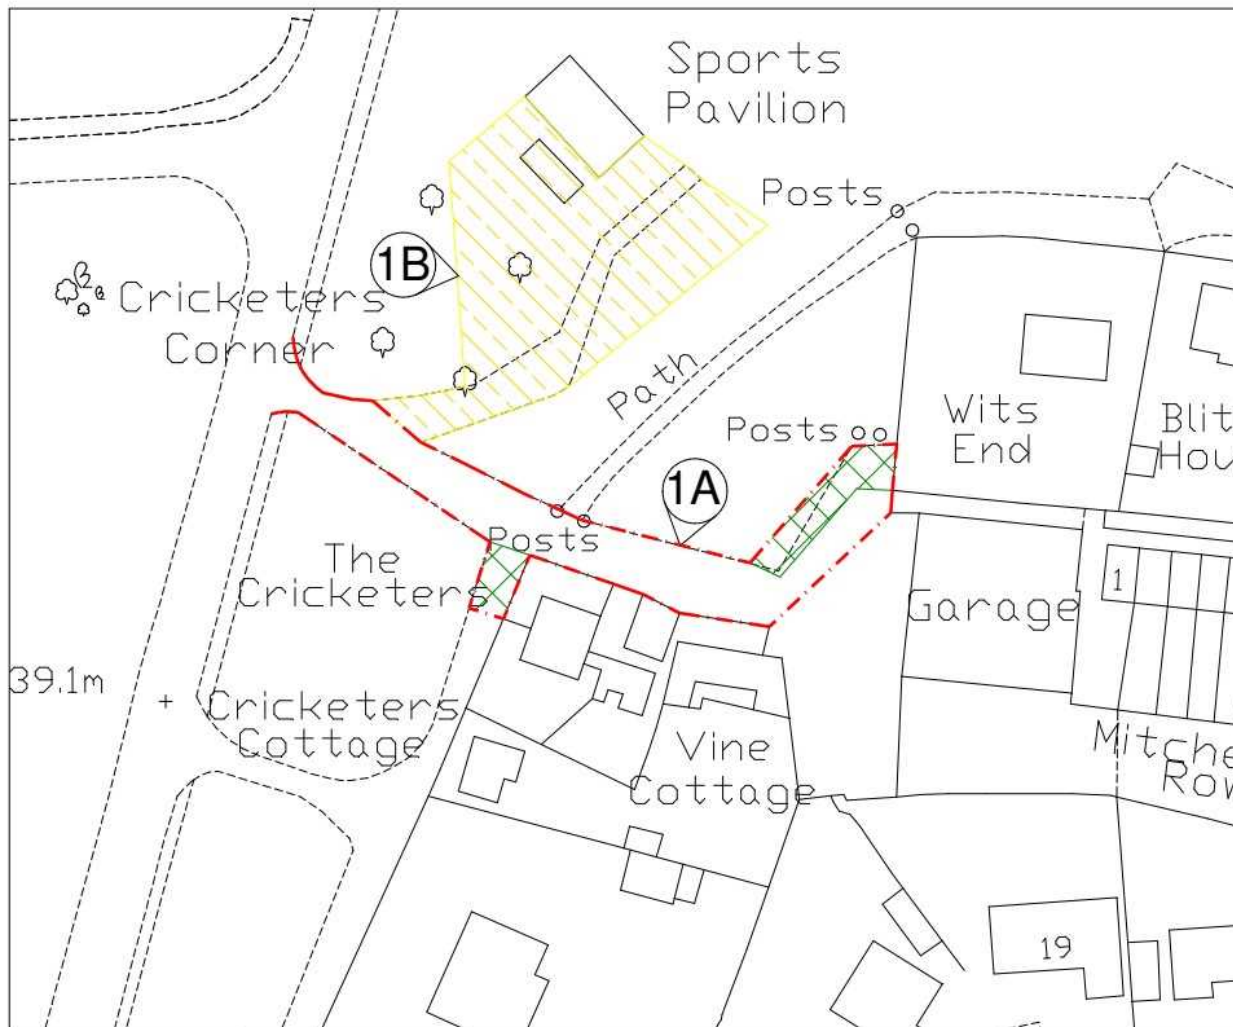 Sports
Pavilion
Posts
1B
Cricketers
Corner
Path
Wits
End
Posts
1A
Posts
The
Cricketers
Garage
1
39.1m
Cricketers
Cottage
Vine
Cottage
19